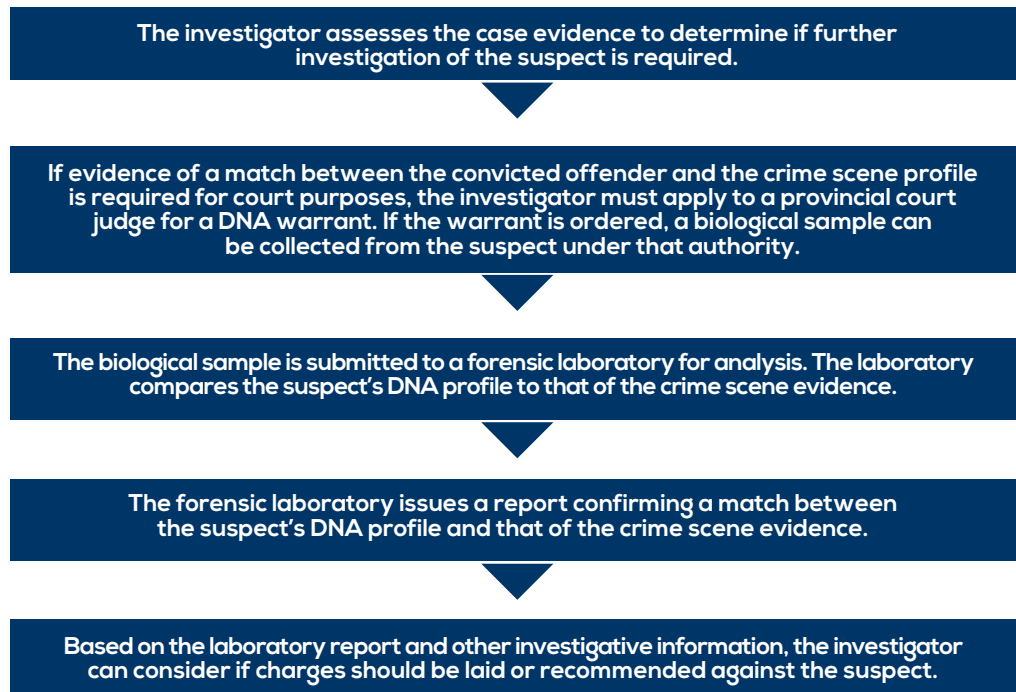 The investigator assesses the case evidence to determine if further
investigation of the suspect is required.
If evidence of a match between the convicted offender and the crime scene profile
is required for court purposes, the investigator must apply to a provincial court
judge for a DNA warrant. If the warrant is ordered, a biological sample can
be collected from the suspect under that authority.
The biological sample is submitted to a forensic laboratory for analysis. The laboratory
compares the suspect’s DNA profile to that of the crime scene evidence.
The forensic laboratory issues a report confirming a match between
the suspect’s DNA profile and that of the crime scene evidence.
Based on the laboratory report and other investigative information, the investigator
can consider if charges should be laid or recommended against the suspect.